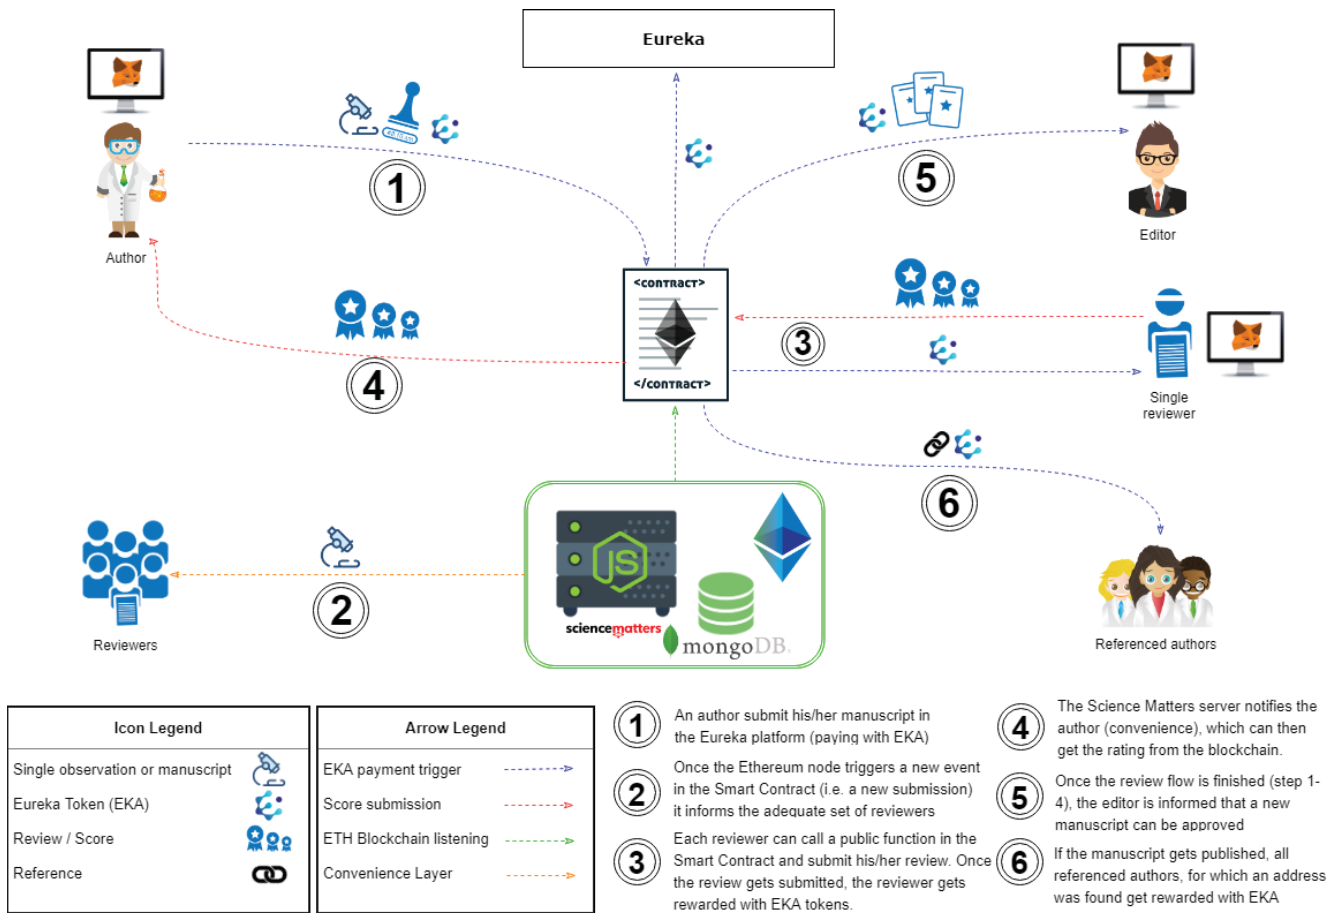 Eureka
Author
1
5
Editor
<CONTRACT>
</CONTRACT>
3
4
Single
reviewer
6
JS
sciencematters
mongoDB
2
Reviewers
Referenced authors
Icon Legend
Single observation or manuscript
Eureka Token (EKA)
Review / Score
Reference
Arrow Legend
EKA payment trigger
Score submission
ETH Blockchain listening
Convenience Layer
1
An author submit his/her manuscript in
the Eureka platform (paying with EKA)
2
Once the Ethereum node triggers a new event
in the Smart Contract (i.e. a new submission)
it informs the adequate set of reviewers
3
Each reviewer can call a public function in the
Smart Contract and submit his/her review. Once
the review gets submitted, the reviewer gets
rewarded with EKA tokens.
4
The Science Matters server notifies the
author (convenience), which can then
get the rating from the blockchain.
5
Once the review flow is finished (step 1-
4), the editor is informed that a new
manuscript can be approved
6
If the manuscript gets published, all
referenced authors, for which an address
was found get rewarded with EKA